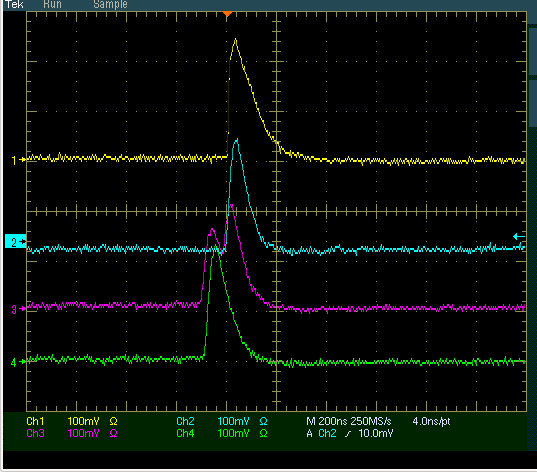 Tek Run Sample
1
2
3
4
Ch1 100mV Ω Ch2 100mV Ω M 200ns 250MS/s 4.0ns/pt
Ch3 100mV Ω Ch4 100mV Ω A Ch2 ∫ 10.0mV